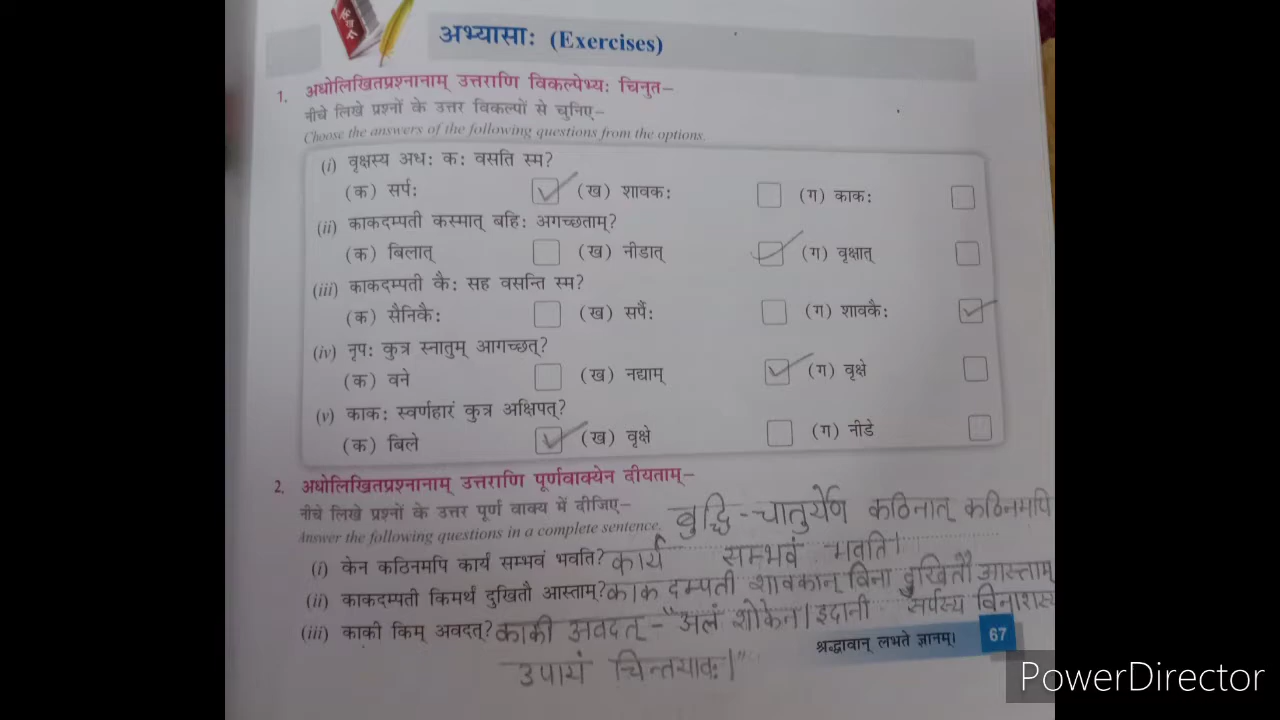 अभ्यासाः (Exercises)
1. अधोलिखितप्रश्नानाम् उत्तराणि विकल्पेभ्यः चिनुत–
नीचे लिखे प्रश्नों के उत्तर विकल्पों से चुनिए–
Choose the answers of the following questions from the options.
(i) वृक्षस्य अधः कः वसति स्म?
(क) सर्पः (ख) शावकः (ग) काकः
(ii) काकदम्पती कस्मात् बहिः अगच्छताम्?
(क) बिलात् (ख) नीडात् (ग) वृक्षात्
(iii) काकदम्पती कैः सह वसन्ति स्म?
(क) सैनिकैः (ख) सर्पैः (ग) शावकैः
(iv) नृपः कुत्र स्नातुम् आगच्छत्?
(क) वने (ख) नद्याम् (ग) वृक्षे
(v) काकः स्वर्णहारं कुत्र अक्षिपत्?
(क) बिले (ख) वृक्षे (ग) नीडे
2. अधोलिखितप्रश्नानाम् उत्तराणि पूर्णवाक्येन दीयताम्–
नीचे लिखे प्रश्नों के उत्तर पूर्ण वाक्य में दीजिए–
Answer the following questions in a complete sentence.
बुद्धि-चातुर्येण कठिनात् कठिनमपि
(i) केन कठिनमपि कार्यं सम्भवं भवति? कार्यं सम्भवं भवति।
(ii) काकदम्पती किमर्थं दुखितौ आस्ताम्? काक दम्पती शावकान् विना दुखितौ आस्ताम्
(iii) काकी किम् अवदत्? काकी अवदत् - "अलं शोकेन। इदानी सर्पस्य विनाशस्य
उपायं चिन्तयावः।"
श्रद्धावान् लभते ज्ञानम्। 67
PowerDirector